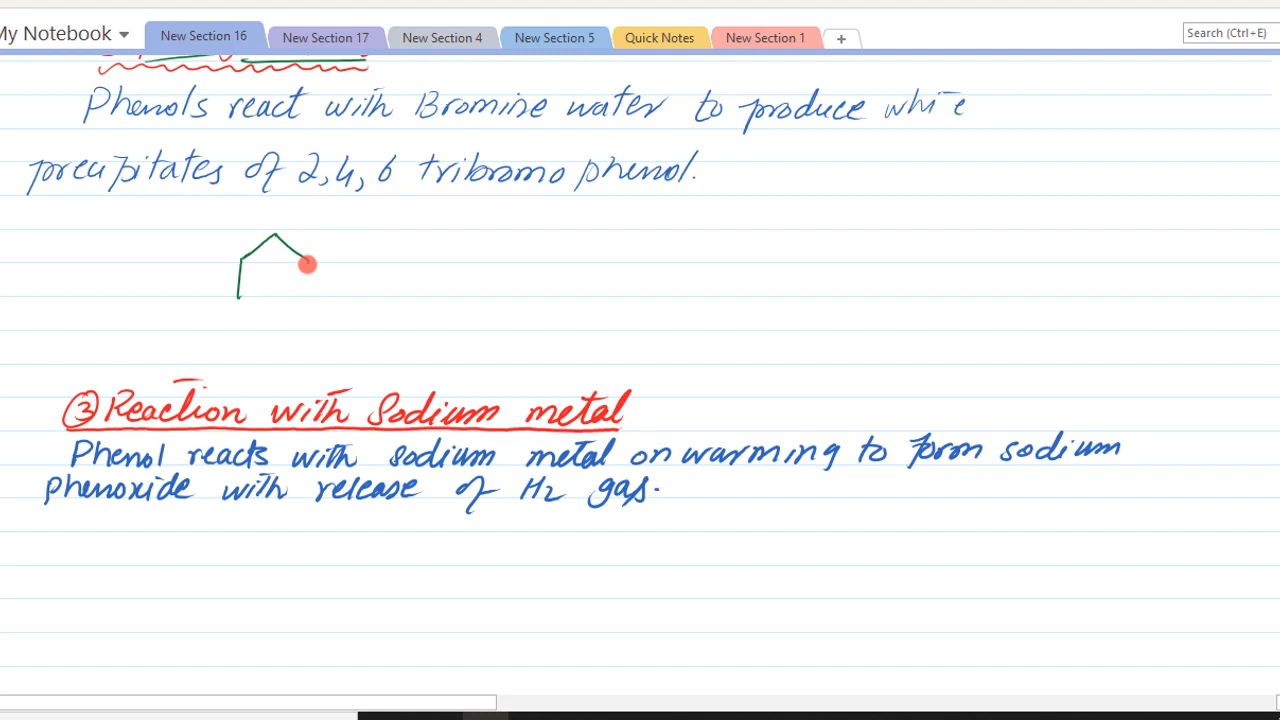 My Notebook
New Section 16
New Section 17
New Section 4
New Section 5
Quick Notes
New Section 1
+
Search (Ctrl+E)
Phenols react with Bromine water to produce white
precipitates of 2,4,6 tribromo phenol.
③ Reaction with Sodium metal
Phenol reacts with sodium metal on warming to form sodium
phenoxide with release of H2 gas.